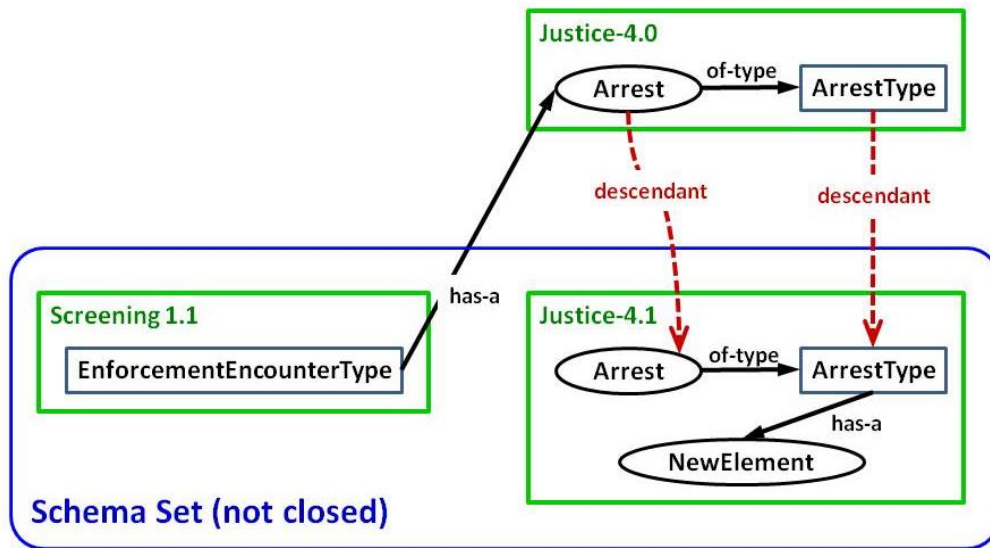 Justice-4.0
Arrest
of-type
ArrestType
descendant
descendant
has-a
Screening 1.1
EnforcementEncounterType
Justice-4.1
Arrest
of-type
ArrestType
has-a
NewElement
Schema Set (not closed)